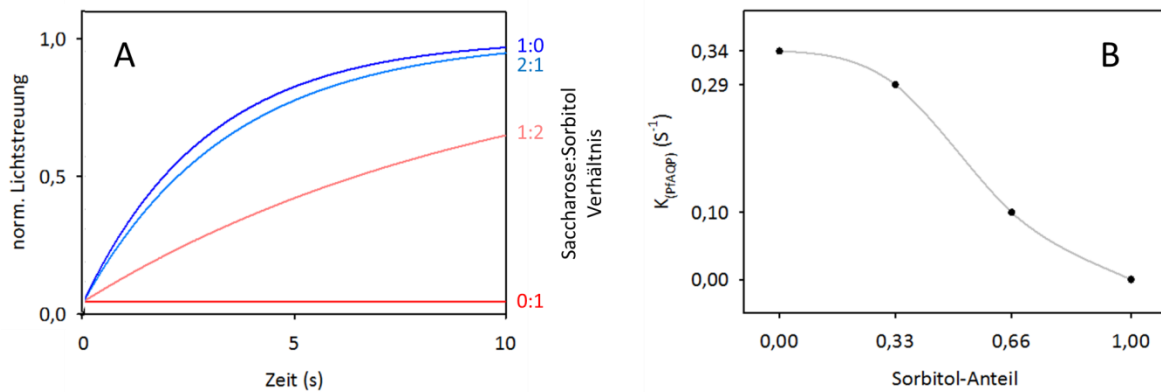 A
norm. Lichtstreuung
1,0
0,5
0,0
0
5
10
Zeit (s)
1:0
2:1
1:2
0:1
Saccharose:Sorbitol
Verhältnis
B
K(PfAQP) (S-1)
0,34
0,29
0,10
0,00
0,00
0,33
0,66
1,00
Sorbitol-Anteil